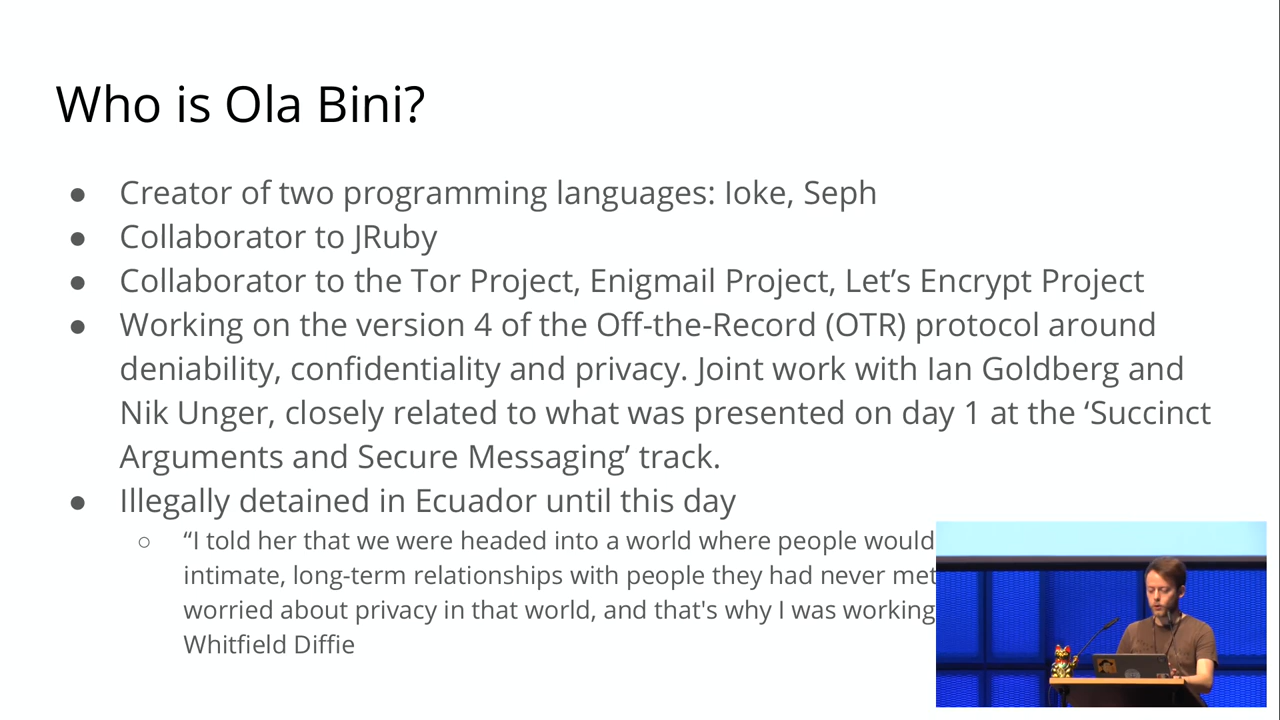 Who is Ola Bini?
● Creator of two programming languages: Ioke, Seph
● Collaborator to JRuby
● Collaborator to the Tor Project, Enigmail Project, Let’s Encrypt Project
● Working on the version 4 of the Off-the-Record (OTR) protocol around
deniability, confidentiality and privacy. Joint work with Ian Goldberg and
Nik Unger, closely related to what was presented on day 1 at the ‘Succinct
Arguments and Secure Messaging’ track.
● Illegally detained in Ecuador until this day
○ “I told her that we were headed into a world where people would
intimate, long-term relationships with people they had never met
worried about privacy in that world, and that's why I was working
Whitfield Diffie